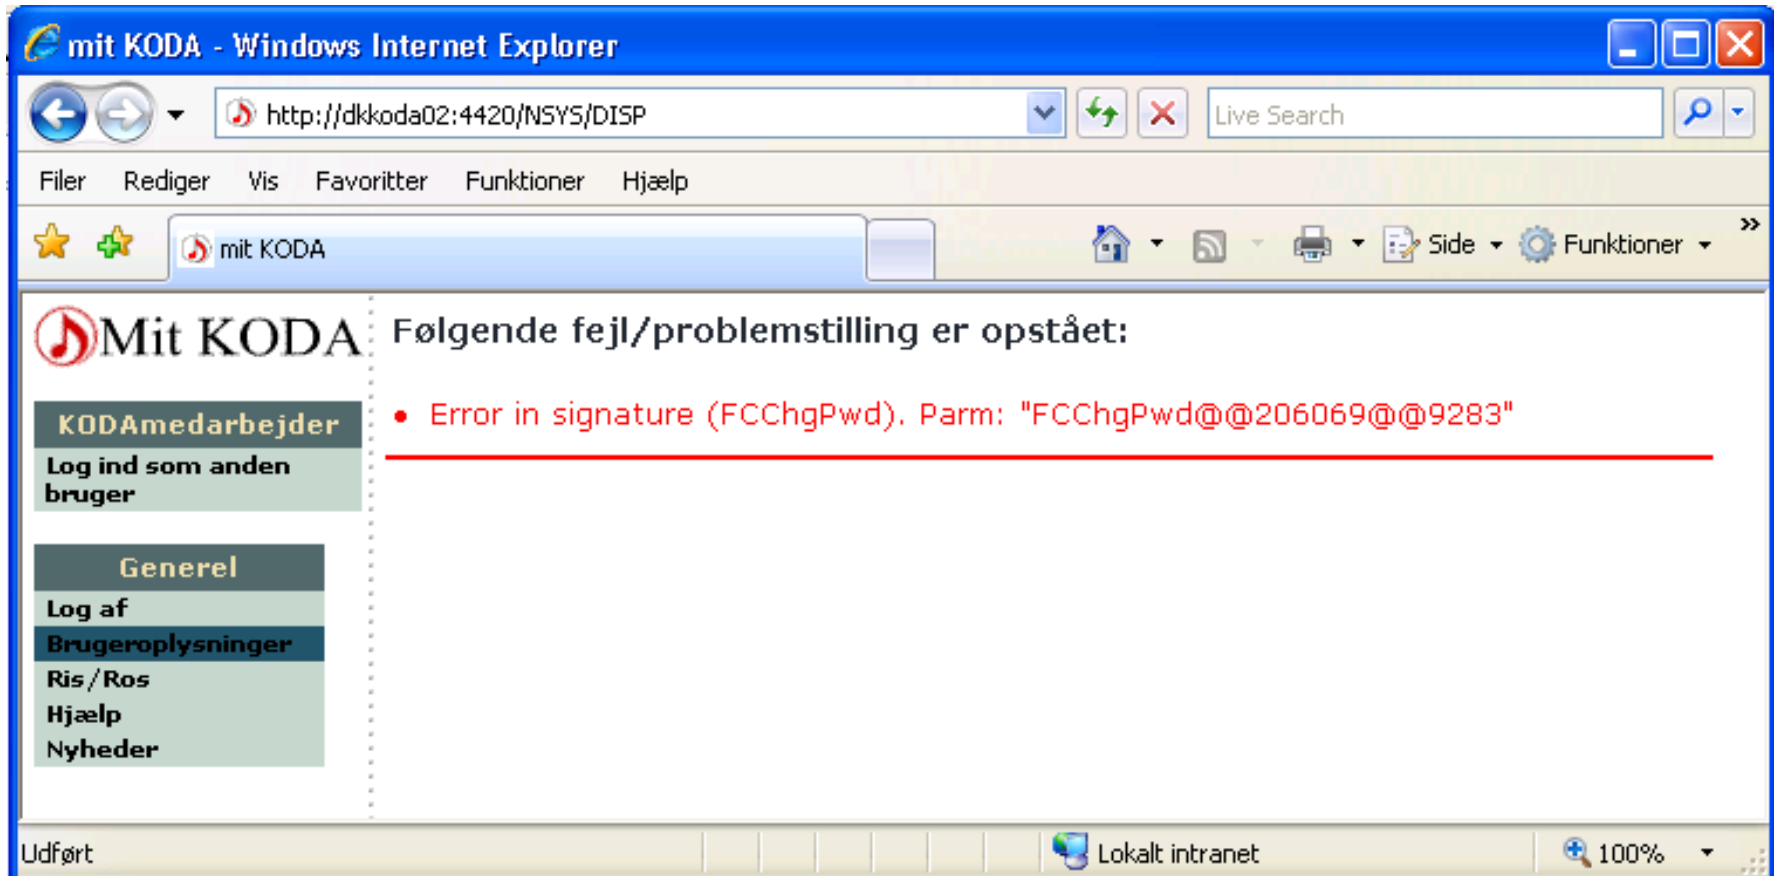 mit KODA - Windows Internet Explorer
http://dkkoda02:4420/NSYS/DISP
Live Search
Filer Rediger Vis Favoritter Funktioner Hjælp
mit KODA
Side
Funktioner
»
Mit KODA
KODAmedarbejder
Log ind som anden
bruger
Generel
Log af
Brugeroplysninger
Ris/Ros
Hjælp
Nyheder
Følgende fejl/problemstilling er opstået:
• Error in signature (FCChgPwd). Parm: "FCChgPwd@@206069@@9283"
Udført
Lokalt intranet
100%